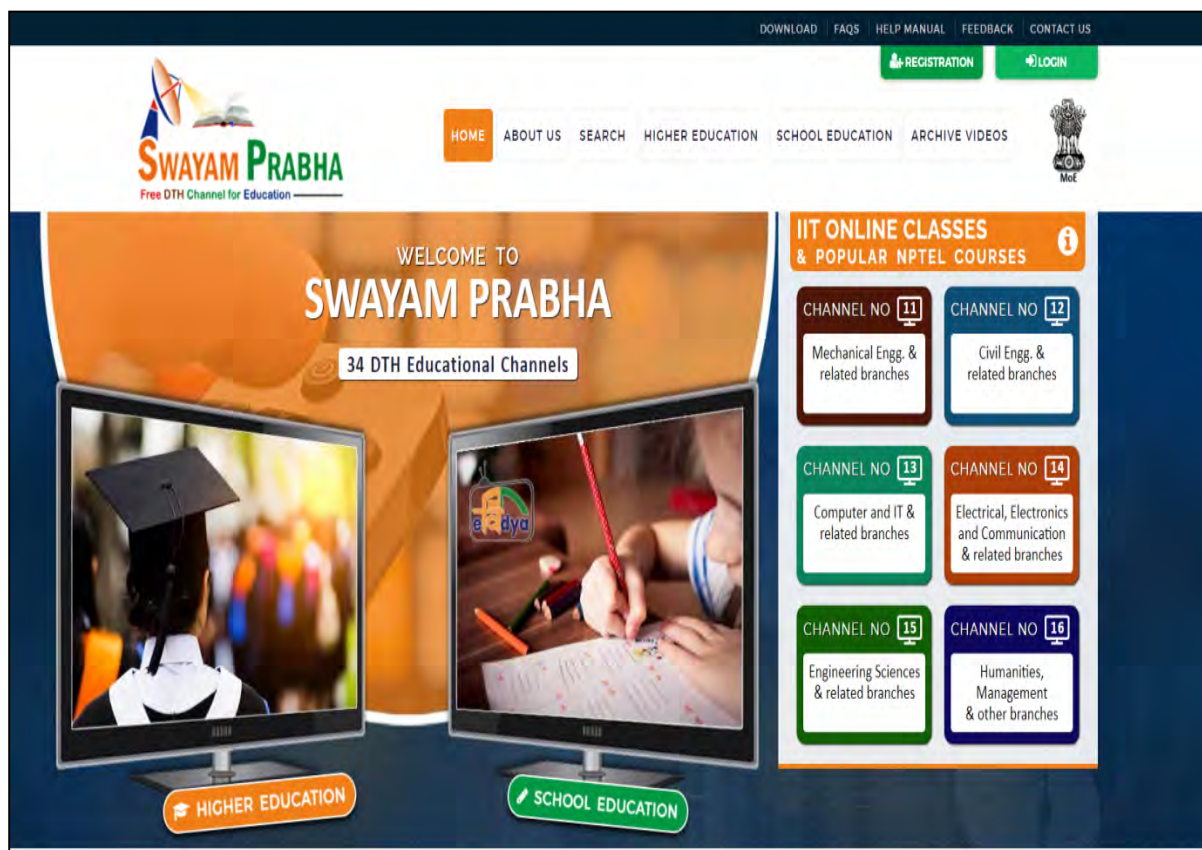 DOWNLOAD FAQS HELP MANUAL FEEDBACK CONTACT US
REGISTRATION LOGIN
SWAYAM PRABHA
Free DTH Channel for Education
HOME ABOUT US SEARCH HIGHER EDUCATION SCHOOL EDUCATION ARCHIVE VIDEOS
MoE
WELCOME TO
SWAYAM PRABHA
34 DTH Educational Channels
HIGHER EDUCATION
SCHOOL EDUCATION
IIT ONLINE CLASSES
& POPULAR NPTEL COURSES
CHANNEL NO 11
Mechanical Engg. &
related branches
CHANNEL NO 12
Civil Engg. &
related branches
CHANNEL NO 13
Computer and IT &
related branches
CHANNEL NO 14
Electrical, Electronics
and Communication
& related branches
CHANNEL NO 15
Engineering Sciences
& related branches
CHANNEL NO 16
Humanities,
Management
& other branches